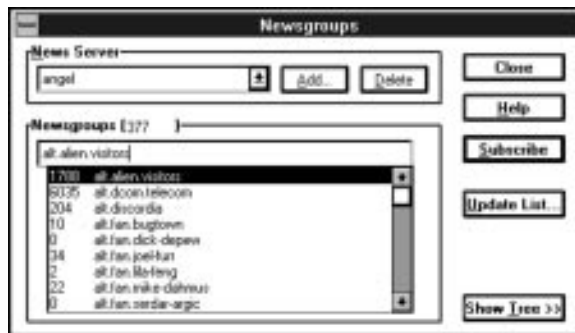 Newsgroups
News Server
angel
Add...
Delete
Close
Help
Newsgroups [377 ]
alt.alien.visitors
Subscribe
1788 alt.alien.visitors
6035 alt.dcom.telecom
204 alt.discordia
10 alt.fan.bugtown
0 alt.fan.dick-depew
34 alt.fan.joel-furr
2 alt.fan.lila-feng
22 alt.fan.mike-dahmus
0 alt.fan.serdar-argic
Update List...
Show Tree >>